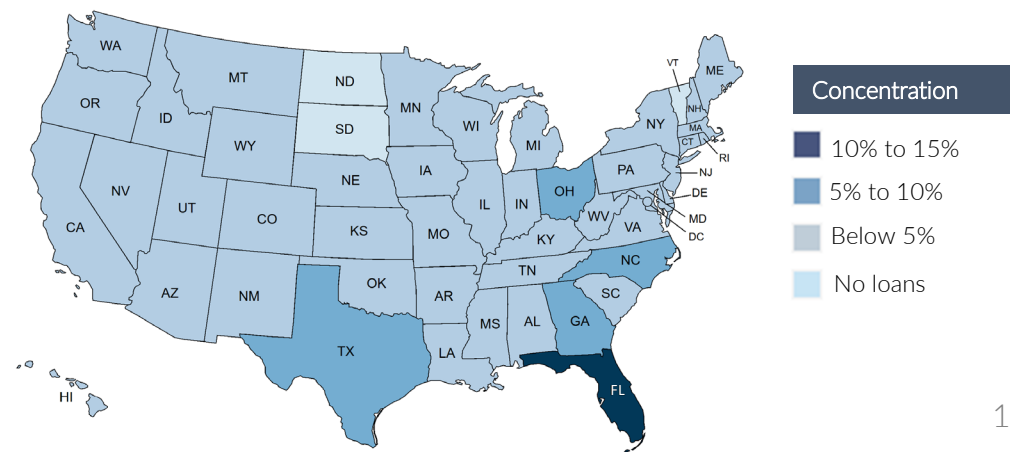 WA
MT
ND
MN
VT
ME
OR
ID
SD
WI
NY
NH
MA
CT
RI
WY
MI
NV
NE
IA
PA
NJ
UT
CO
IL
IN
OH
DE
CA
KS
MO
WV
VA
MD
DC
KY
AZ
NM
OK
TN
NC
AR
SC
TX
MS
AL
GA
LA
FL
HI
Concentration
10% to 15%
5% to 10%
Below 5%
No loans
1